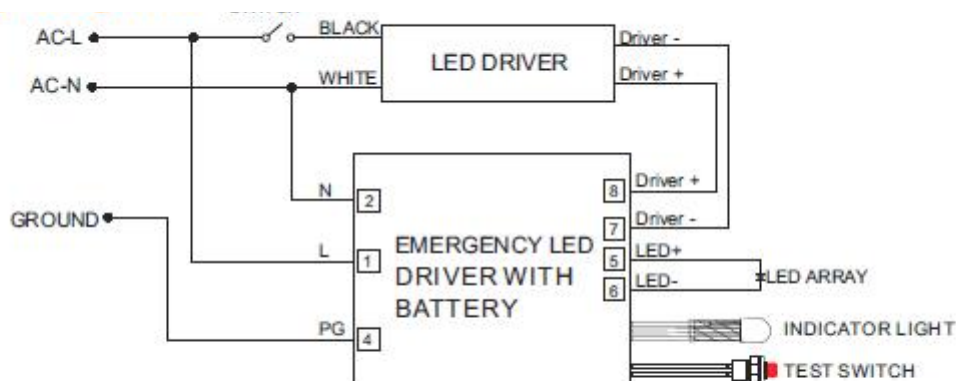 AC-L
BLACK
LED DRIVER
Driver -
AC-N
WHITE
Driver +
N
2
8
Driver +
GROUND
7
Driver -
L
1
EMERGENCY LED
DRIVER WITH
BATTERY
5
LED+
6
LED-
LED ARRAY
PG
4
INDICATOR LIGHT
TEST SWITCH